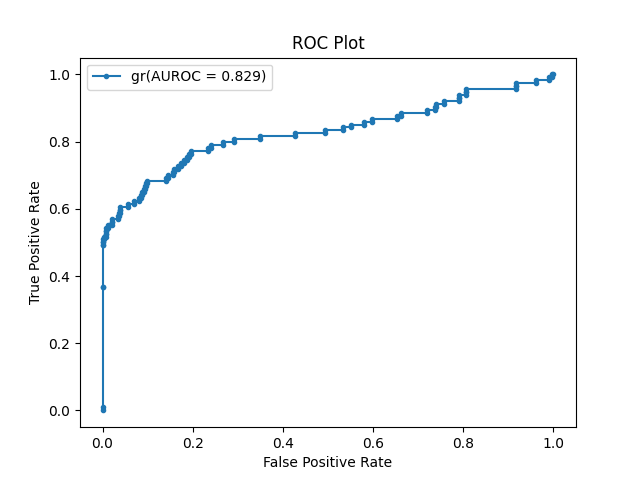 ROC Plot
gr(AUROC = 0.829)
True Positive Rate
1.0
0.8
0.6
0.4
0.2
0.0
0.0 0.2 0.4 0.6 0.8 1.0
False Positive Rate